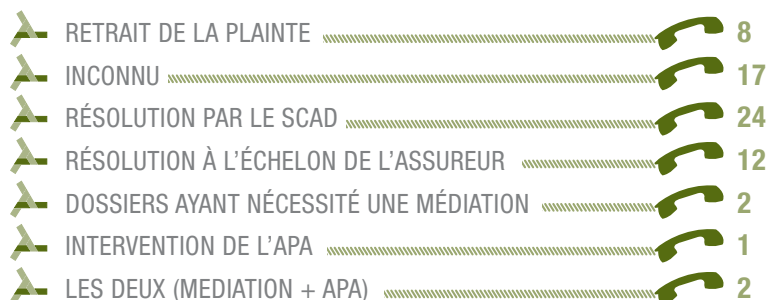 RETRAIT DE LA PLAINTE 8
INCONNU 17
RÉSOLUTION PAR LE SCAD 24
RÉSOLUTION À L'ÉCHELON DE L'ASSUREUR 12
DOSSIERS AYANT NÉCESSITÉ UNE MÉDIATION 2
INTERVENTION DE L'APA 1
LES DEUX (MEDIATION + APA) 2